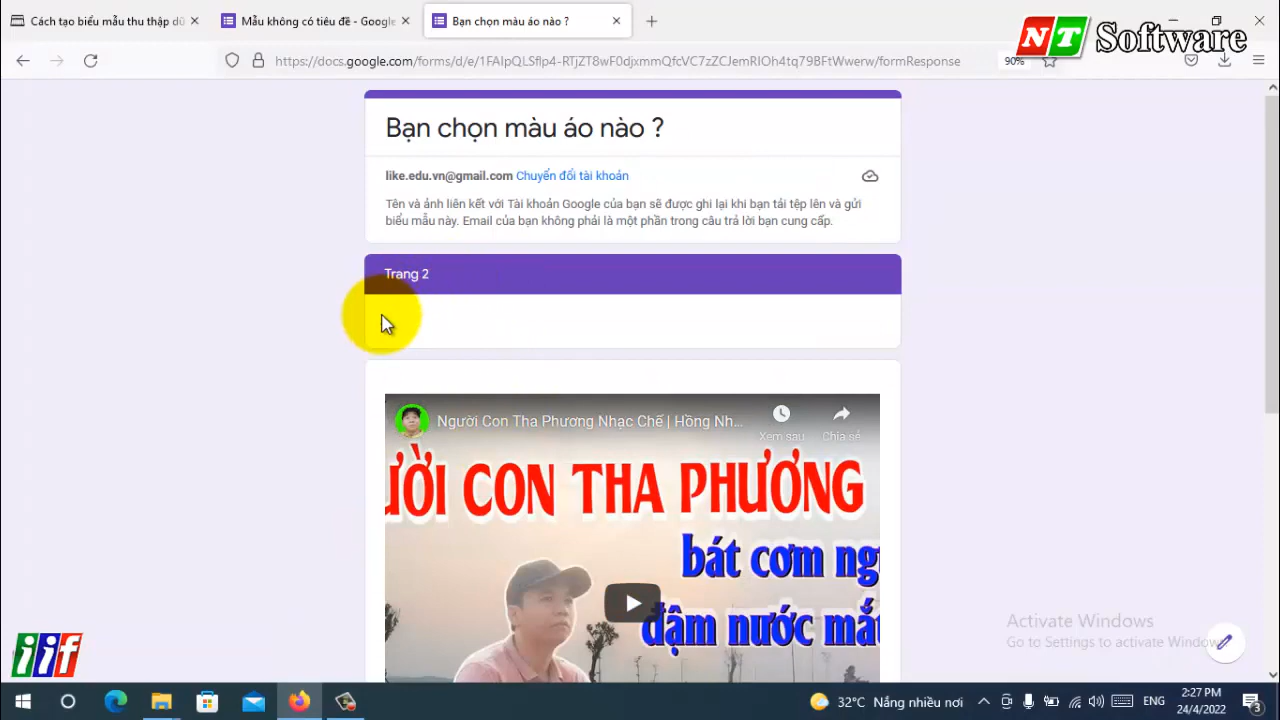 Cách tạo biểu mẫu thu thập dữ
Mẫu không có tiêu đề - Google
Bạn chọn màu áo nào ?
NT Software
https://docs.google.com/forms/d/e/1FAIpQLSflp4-RTjZT8wF0djxmmQfcVC7zZCJemRIOh4tq79BFtWwerw/formResponse
90%
Bạn chọn màu áo nào ?
like.edu.vn@gmail.com Chuyển đổi tài khoản
Tên và ảnh liên kết với Tài khoản Google của bạn sẽ được ghi lại khi bạn tải tệp lên và gửi
biểu mẫu này. Email của bạn không phải là một phần trong câu trả lời bạn cung cấp.
Trang 2
Người Con Tha Phương Nhạc Chế | Hồng Nh...
Xem sau
Chia sẻ
ƯỜI CON THA PHƯƠNG
bát cơm ng
đậm nước mắt
Activate Windows
Go to Settings to activate Windows.
iif
32°C Nắng nhiều nơi
ENG
2:27 PM
24/4/2022
3